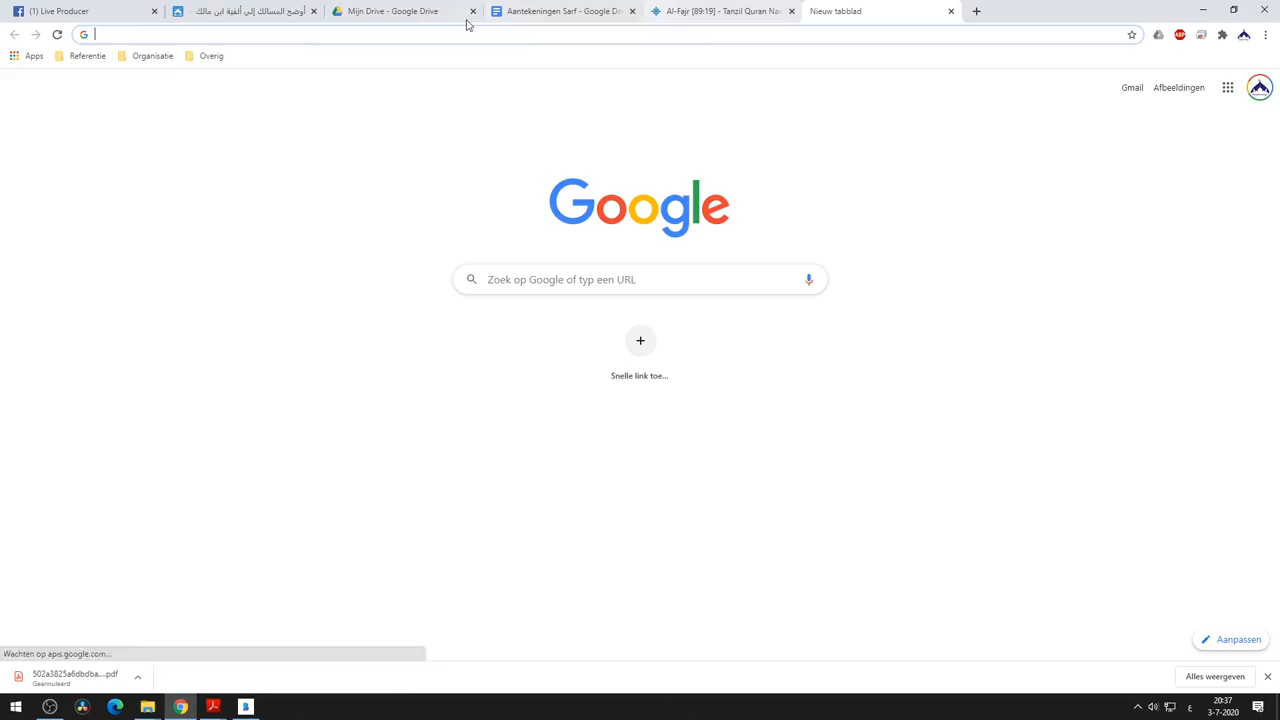 (1) Live Producer
أوضح المسالك إلى ألفية ابن مالك
Mijn Drive - Google Drive
Aantekeningen Sarf - Google Do
Al-Fajr [89:19] - Tanzil Quran Na
Nieuw tabblad
Apps
Referentie
Organisatie
Overig
ABP
Gmail
Afbeeldingen
Google
Zoek op Google of typ een URL
Snelle link toe...
Aanpassen
Wachten op apis.google.com...
502a3825a6dbdba....pdf
Geannuleerd
Alles weergeven
ع
20:37
3-7-2020